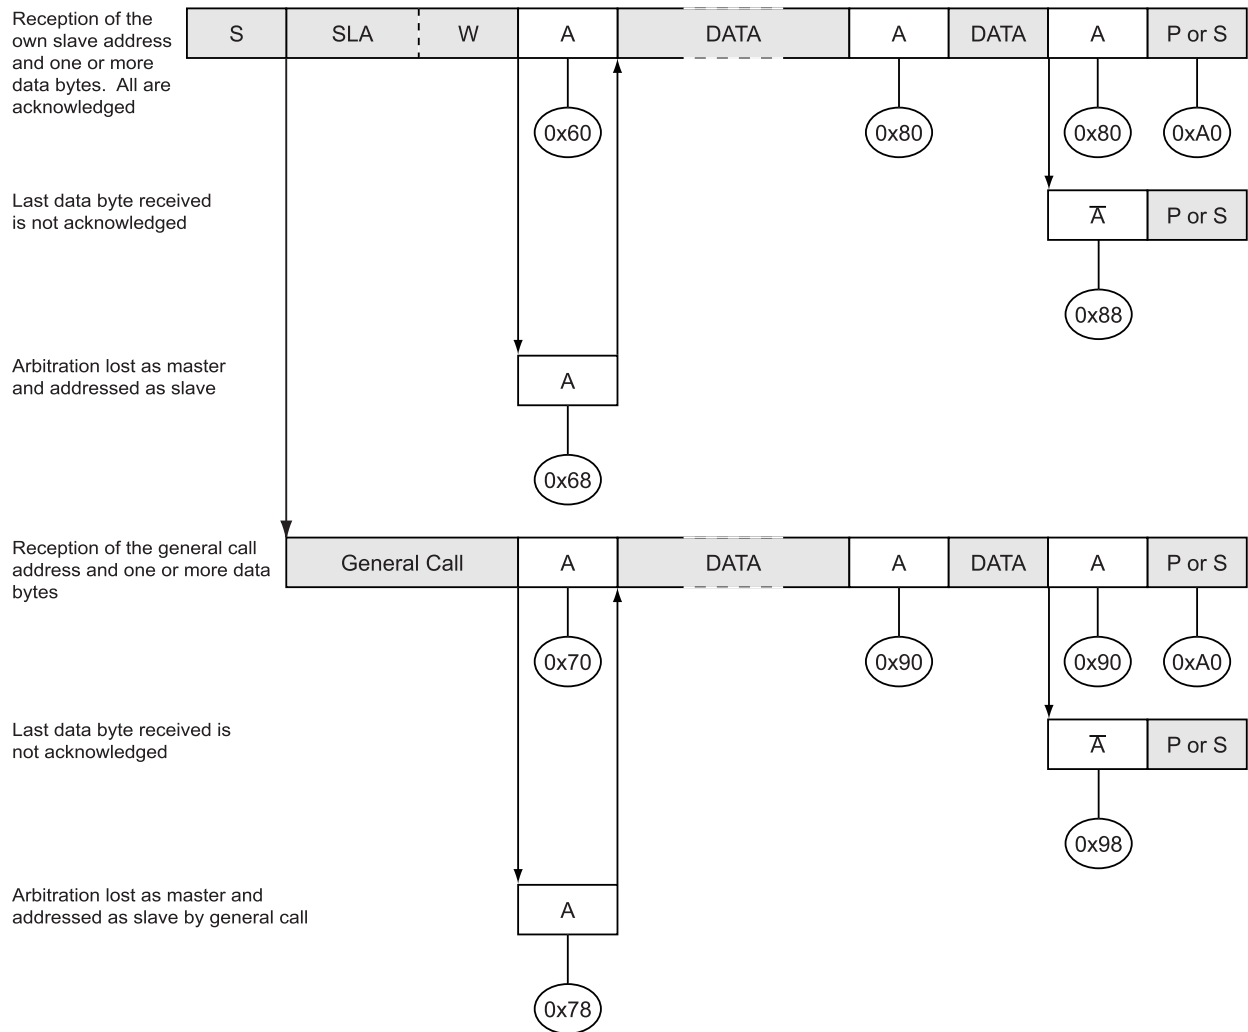 Reception of the
own slave address
and one or more
data bytes.  All are
acknowledged
S SLA W A DATA A DATA A P or S
0x60 0x80 0x80 0xA0
Last data byte received
is not acknowledged
A̅ P or S
0x88
Arbitration lost as master
and addressed as slave
A
0x68
Reception of the general call
address and one or more data
bytes
General Call A DATA A DATA A P or S
0x70 0x90 0x90 0xA0
Last data byte received is
not acknowledged
A̅ P or S
0x98
Arbitration lost as master and
addressed as slave by general call
A
0x78